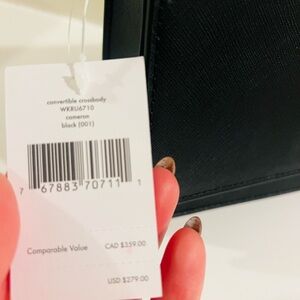 convertible crossbody
WKRU6710
cameron
black (001)
7 67883 70711 1
Comparable Value CAD $359.00
USD $279.00